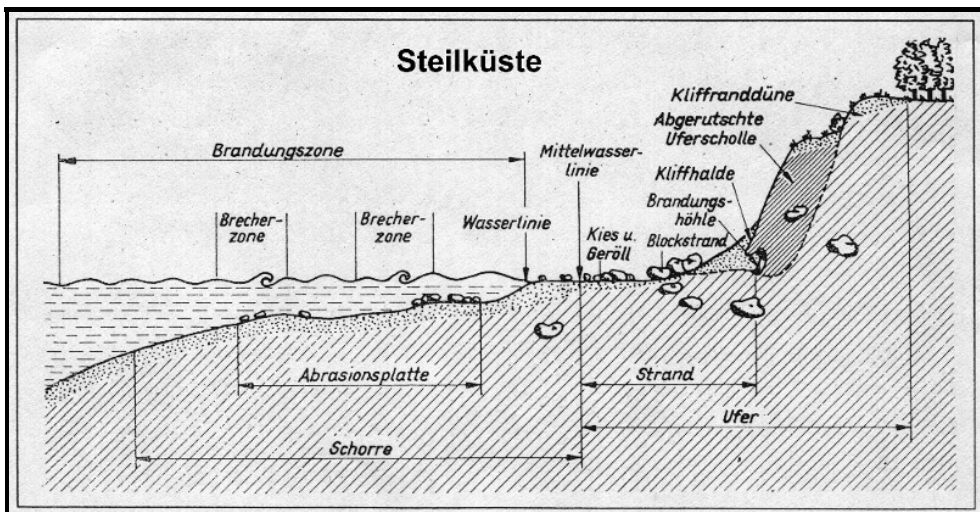 Steilküste
Kliffranddüne
Abgerutschte
Uferscholle
Brandungszone
Mittelwasser-
linie
Kliffhalde
Brandungs-
höhle
Brecher-
zone
Brecher-
zone
Wasserlinie
Kies u.
Geröll
Blockstrand
Abrasionsplatte
Strand
Ufer
Schorre